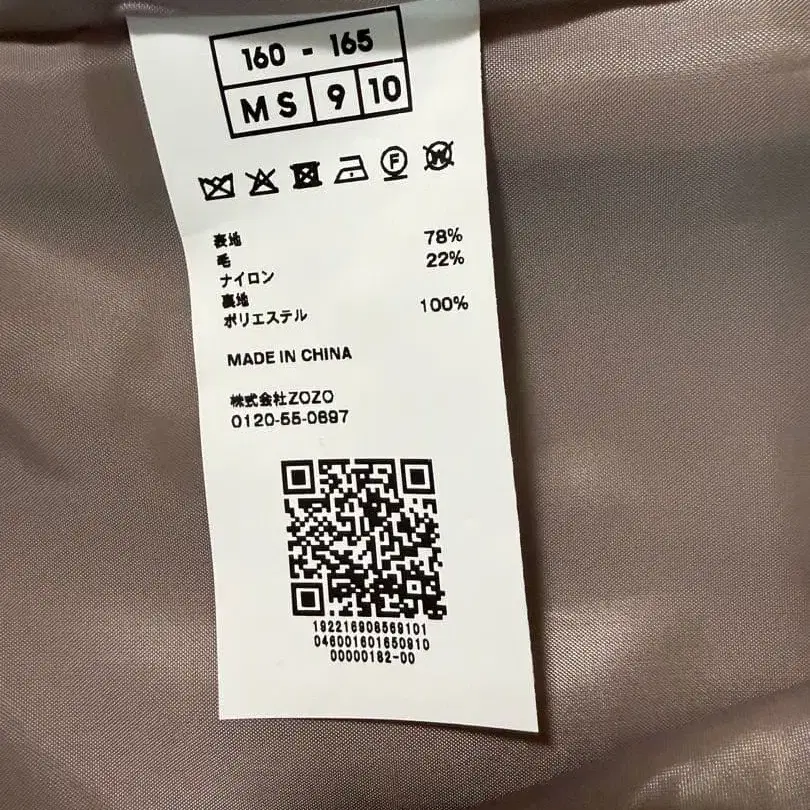 160 - 165
MS 9 10
F W
表地
毛 78%
ナイロン 22%
裏地
ポリエステル 100%
MADE IN CHINA
株式会社ZOZO
0120-55-0697
192216908569101
046001601650910
00000182-00